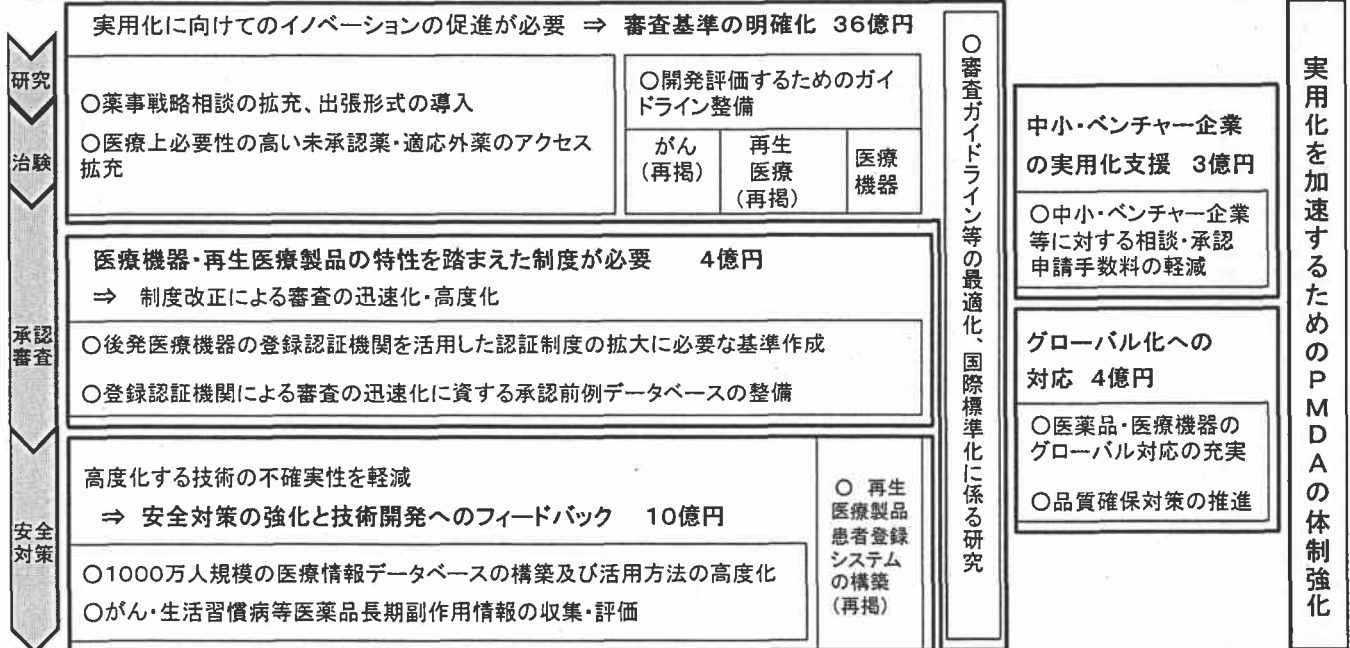 実用化に向けてのイノベーションの促進が必要 ⇒ 審査基準の明確化 36億円
研究
治験
承認
審査
安全
対策
○薬事戦略相談の拡充、出張形式の導入
○医療上必要性の高い未承認薬・適応外薬のアクセス
拡充
○開発評価するためのガイ
ドライン整備
がん
(再掲)
再生
医療
(再掲)
医療
機器
医療機器・再生医療製品の特性を踏まえた制度が必要 4億円
⇒ 制度改正による審査の迅速化・高度化
○後発医療機器の登録認証機関を活用した認証制度の拡大に必要な基準作成
○登録認証機関による審査の迅速化に資する承認前例データベースの整備
高度化する技術の不確実性を軽減
⇒ 安全対策の強化と技術開発へのフィードバック 10億円
○1000万人規模の医療情報データベースの構築及び活用方法の高度化
○がん・生活習慣病等医薬品長期副作用情報の収集・評価
○ 再生
医療製品
患者登録
システム
の構築
(再掲)
○審査ガイドライン等の最適化、国際標準化に係る研究
中小・ベンチャー企業
の実用化支援 3億円
○中小・ベンチャー企業
等に対する相談・承認
申請手数料の軽減
グローバル化への
対応 4億円
○医薬品・医療機器の
グローバル対応の充実
○品質確保対策の推進
実用化を加速するためのPMDAの体制強化